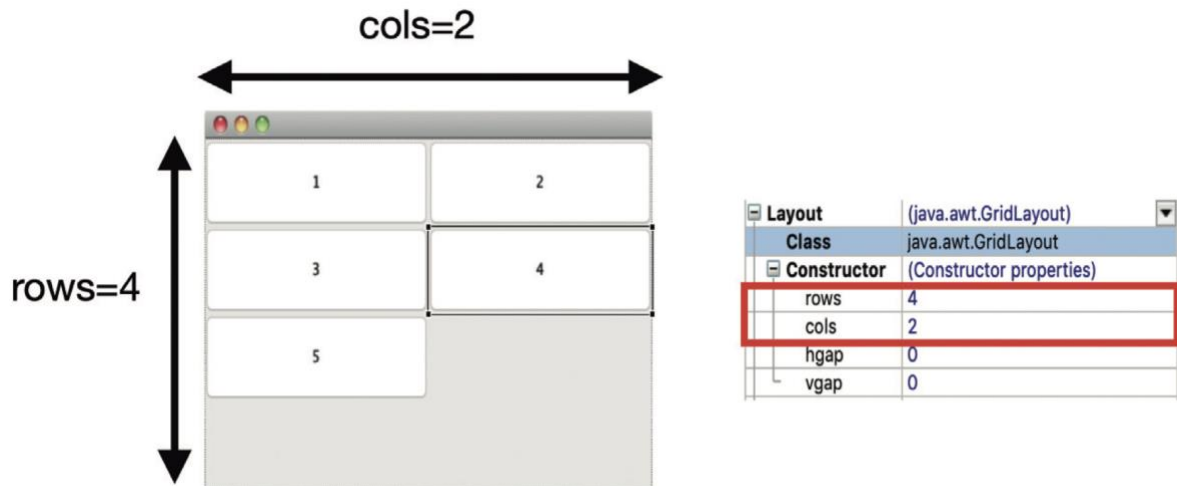 cols=2
rows=4
1 2
3 4
5
Layout (java.awt.GridLayout)
Class java.awt.GridLayout
Constructor (Constructor properties)
rows 4
cols 2
hgap 0
vgap 0